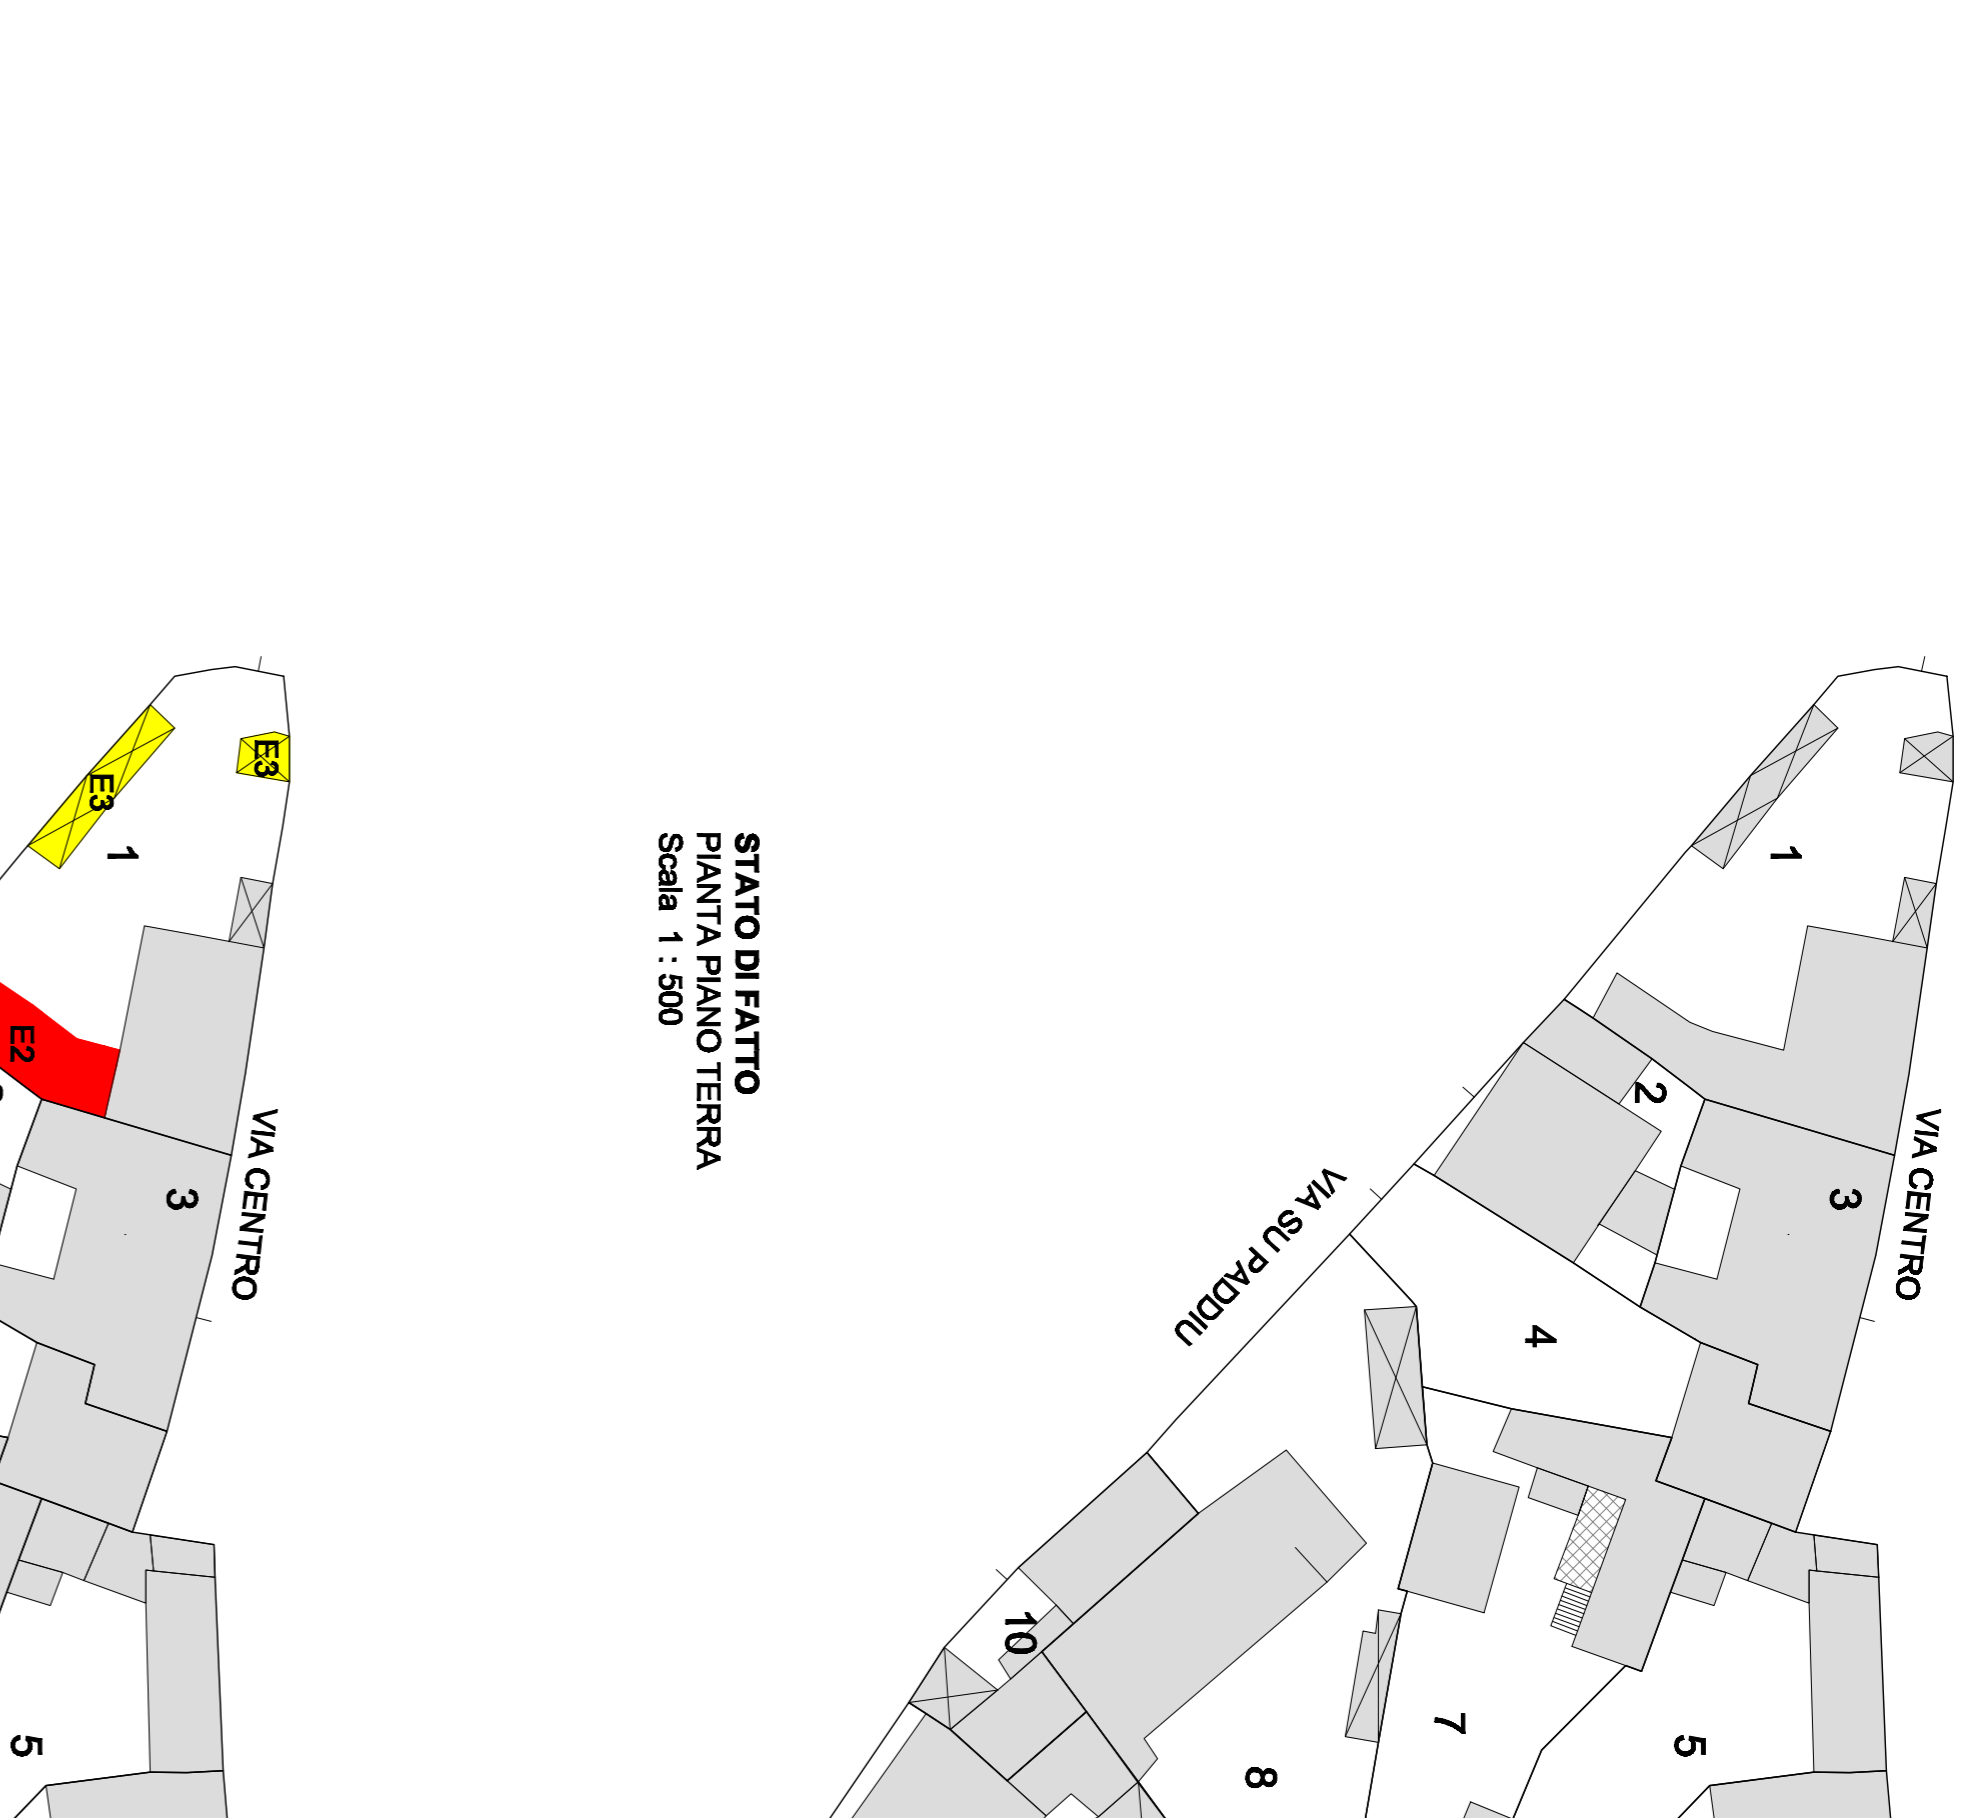 STATO DI FATTO
PIANTA PIANO TERRA
Scala 1 : 500
VIA CENTRO
1
2
3
VIA SU PADDIU
4
10
7
5
8
VIA CENTRO
E3
E3
1
E2
3
5